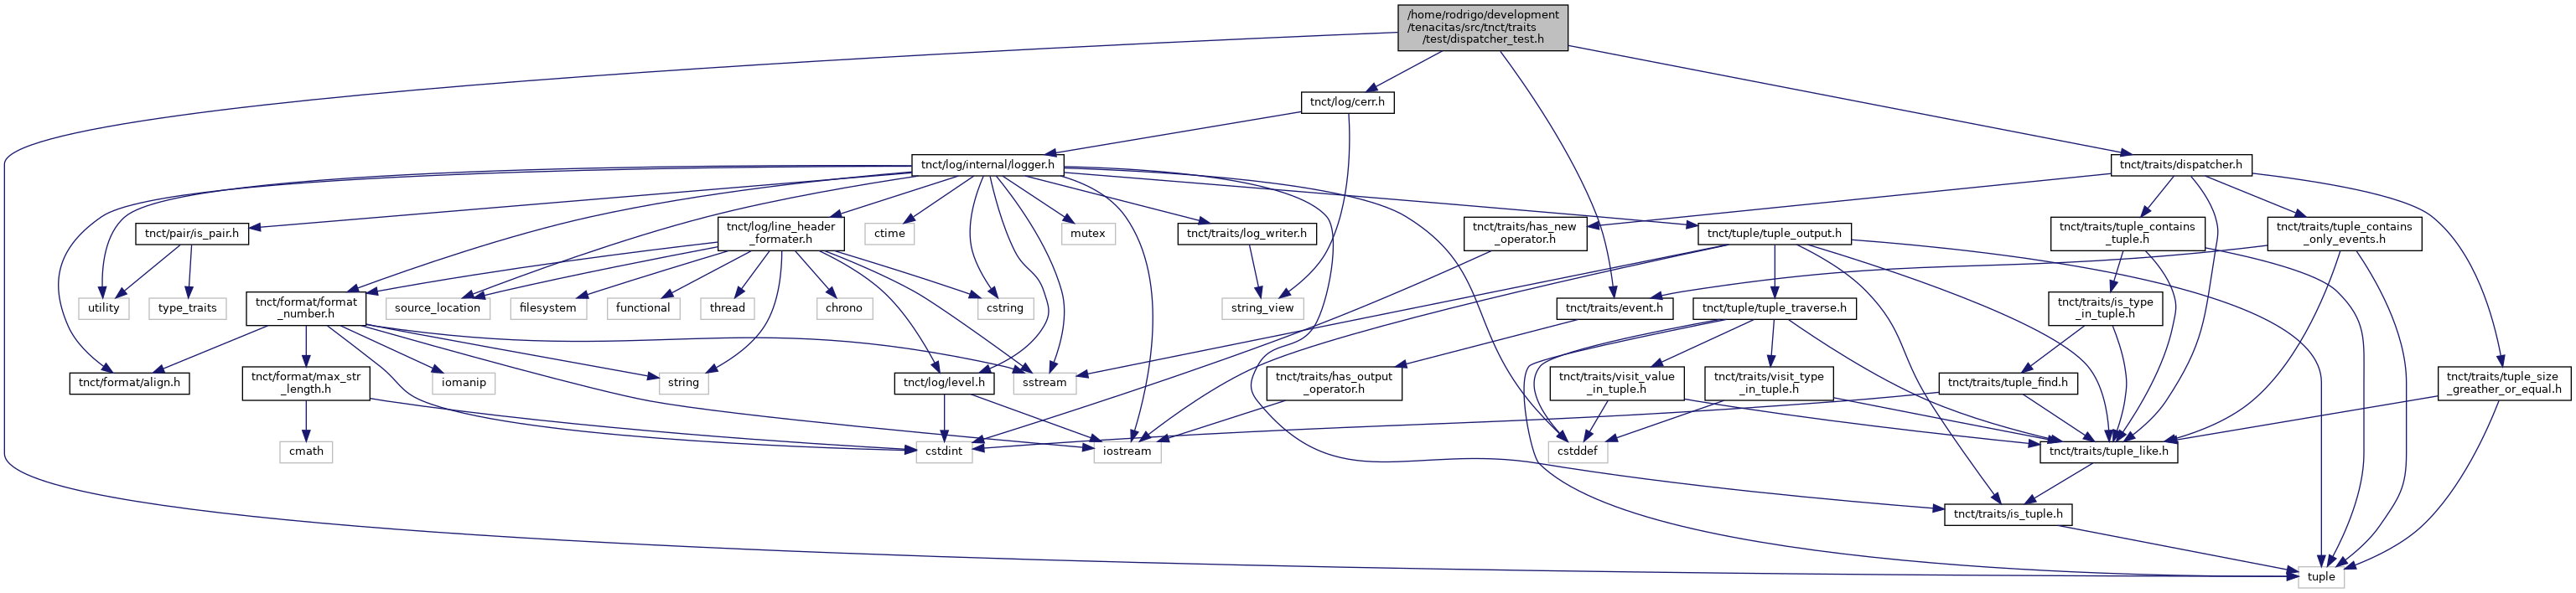 /home/rodrigo/development
/tenacitas/src/tnct/traits
/test/dispatcher_test.h
tnct/log/cerr.h
tnct/log/internal/logger.h
tnct/traits/dispatcher.h
tnct/pair/is_pair.h
tnct/log/line_header
_formater.h
ctime
mutex
tnct/traits/log_writer.h
tnct/traits/has_new
_operator.h
tnct/tuple/tuple_output.h
tnct/traits/tuple_contains
_tuple.h
tnct/traits/tuple_contains
_only_events.h
utility
type_traits
tnct/format/format
_number.h
source_location
filesystem
functional
thread
chrono
cstring
string_view
tnct/traits/event.h
tnct/tuple/tuple_traverse.h
tnct/traits/is_type
_in_tuple.h
tnct/format/align.h
tnct/format/max_str
_length.h
iomanip
string
tnct/log/level.h
sstream
tnct/traits/has_output
_operator.h
tnct/traits/visit_value
_in_tuple.h
tnct/traits/visit_type
_in_tuple.h
tnct/traits/tuple_find.h
tnct/traits/tuple_size
_greather_or_equal.h
cmath
cstdint
iostream
cstddef
tnct/traits/tuple_like.h
tnct/traits/is_tuple.h
tuple